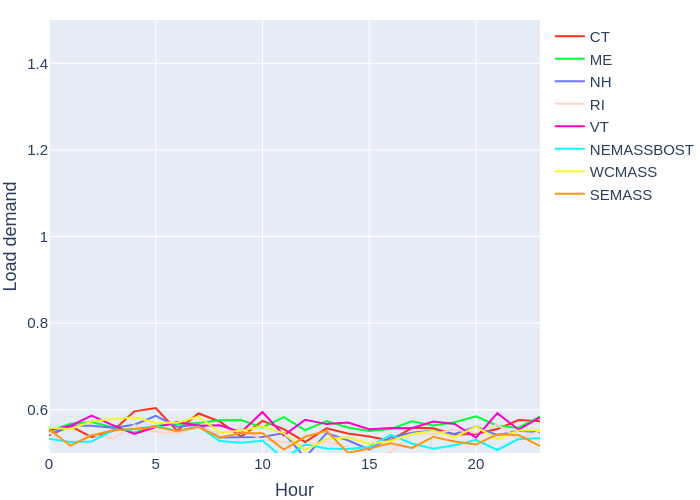 1.4
1.2
1
0.8
0.6
0
5
10
15
20
Hour
Load demand
CT
ME
NH
RI
VT
NEMASSBOST
WCMASS
SEMASS